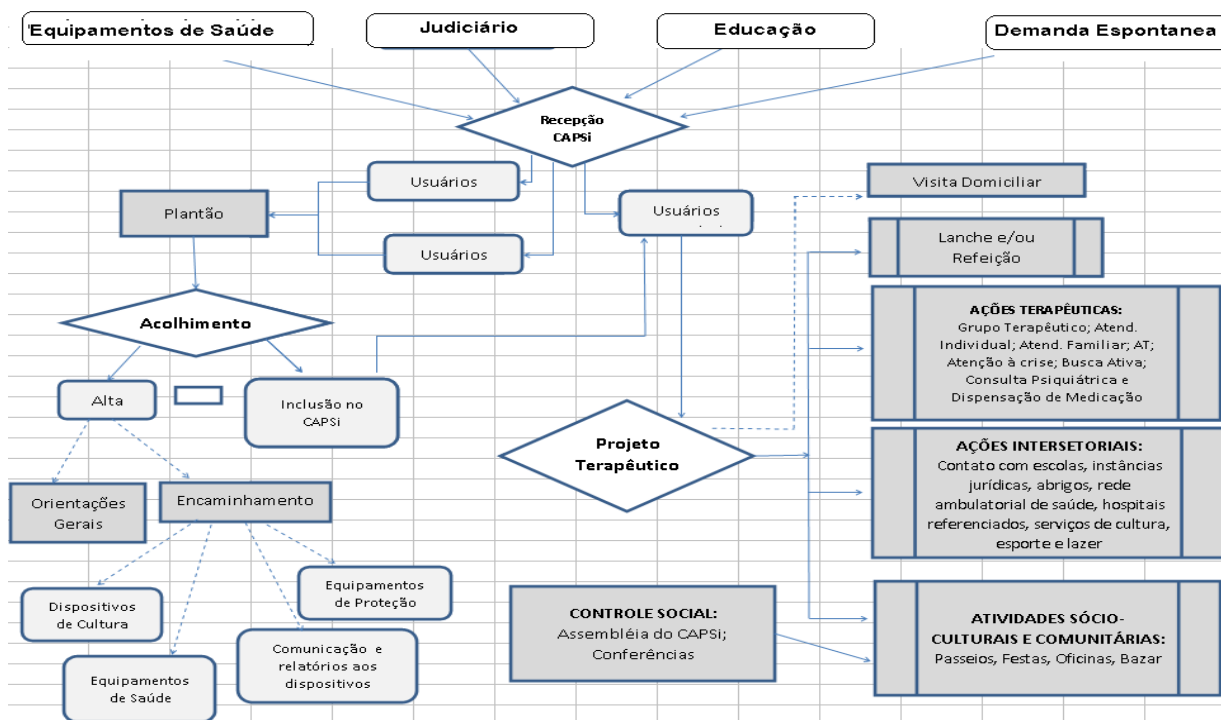 Equipamentos de Saúde
Judiciário
Educação
Demanda Espontanea
Recepção
CAPSi
Usuários
Plantão
Usuários
Usuários
Visita Domiciliar
Lanche e/ou
Refeição
Acolhimento
AÇÕES TERAPÊUTICAS:
Grupo Terapêutico; Atend.
Individual; Atend. Familiar; AT;
Atenção à crise; Busca Ativa;
Consulta Psiquiátrica e
Dispensação de Medicação
Alta
Inclusão no
CAPSi
Projeto
Terapêutico
AÇÕES INTERSETORIAIS:
Contato com escolas, instâncias
jurídicas, abrigos, rede
ambulatorial de saúde, hospitais
referenciados, serviços de cultura,
esporte e lazer
Orientações
Gerais
Encaminhamento
Equipamentos
de Proteção
Dispositivos
de Cultura
Comunicação e
relatórios aos
dispositivos
Equipamentos
de Saúde
CONTROLE SOCIAL:
Assembléia do CAPSi;
Conferências
ATIVIDADES SÓCIO-
CULTURAIS E COMUNITÁRIAS:
Passeios, Festas, Oficinas, Bazar